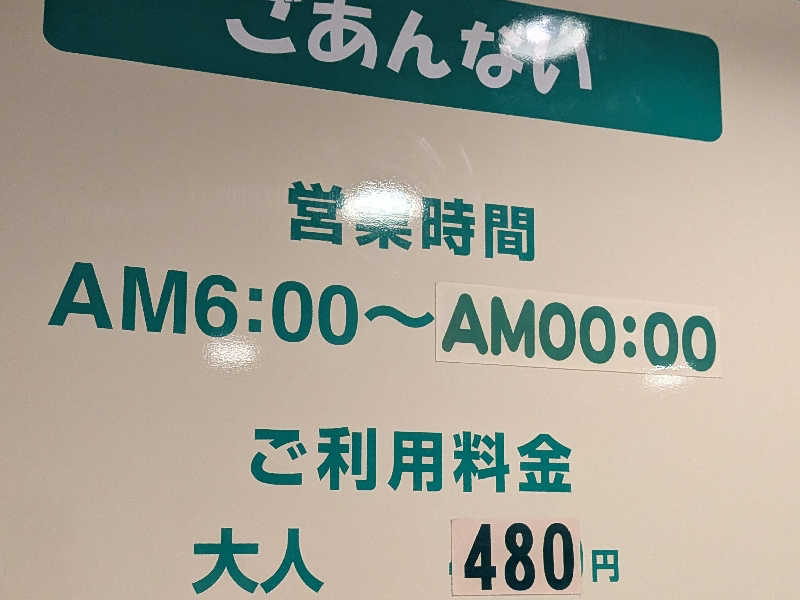 ごあんない
営業時間
AM6:00〜AM00:00
ご利用料金
大人 480円